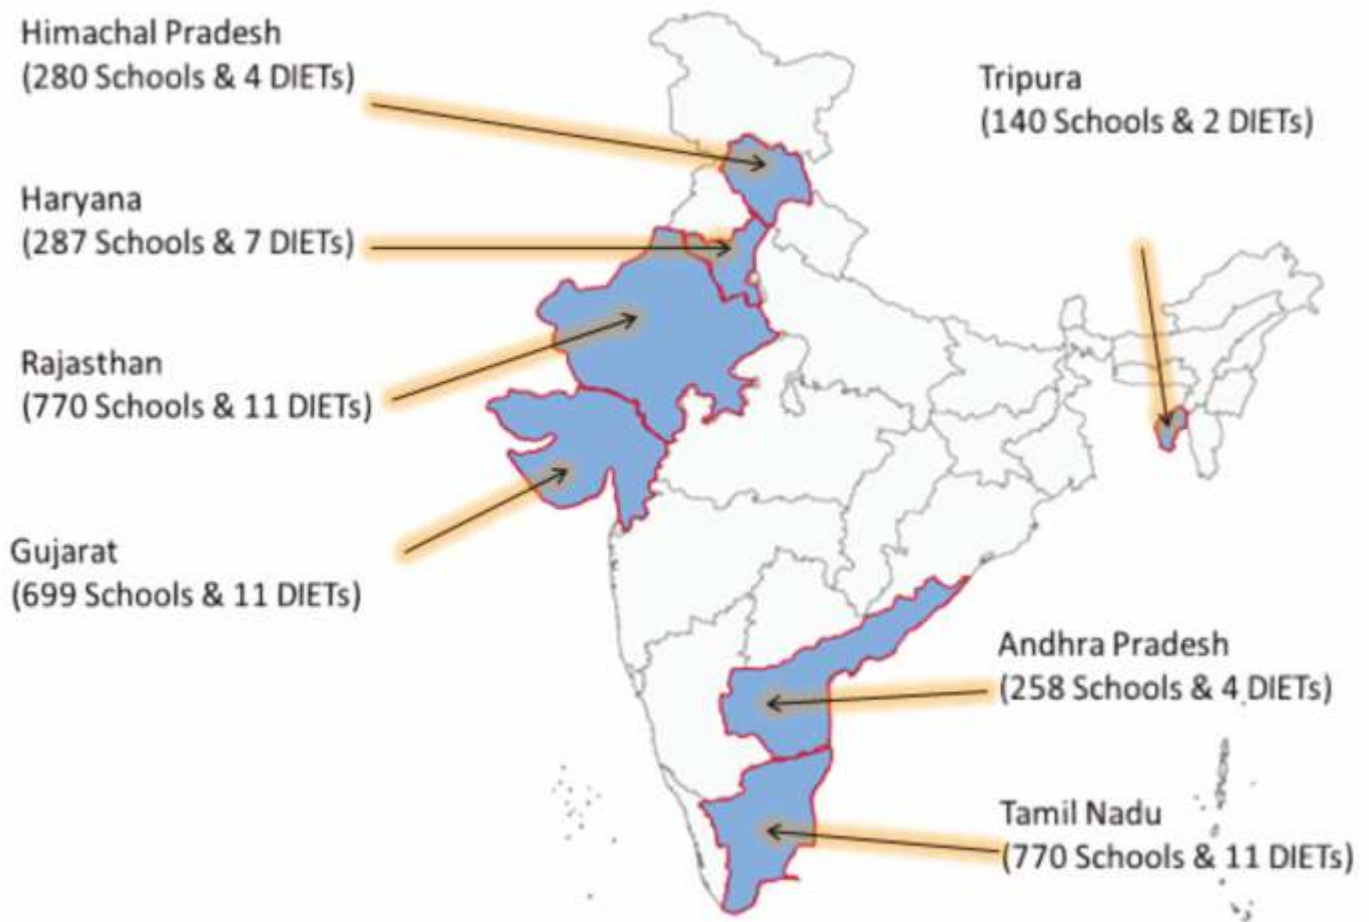 Himachal Pradesh
(280 Schools & 4 DIETs)
Tripura
(140 Schools & 2 DIETs)
Haryana
(287 Schools & 7 DIETs)
Rajasthan
(770 Schools & 11 DIETs)
Gujarat
(699 Schools & 11 DIETs)
Andhra Pradesh
(258 Schools & 4 DIETs)
Tamil Nadu
(770 Schools & 11 DIETs)